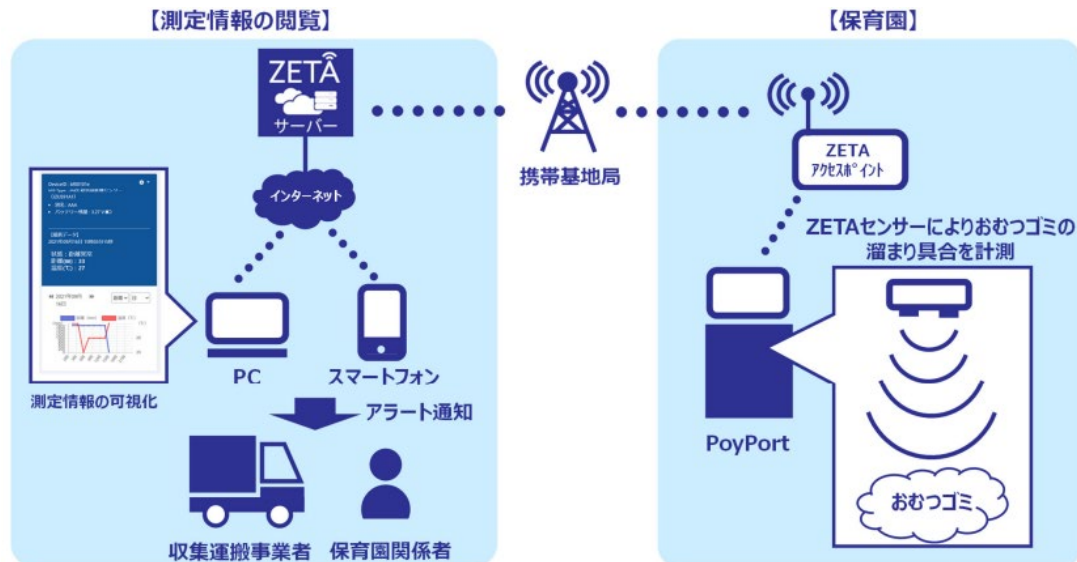 【測定情報の閲覧】
【保育園】
ZETA
サーバー
携帯基地局
ZETA
アクセスポイント
インターネット
ZETAセンサーによりおむつゴミの
溜まり具合を計測
PC
スマートフォン
測定情報の可視化
アラート通知
PoyPort
おむつゴミ
収集運搬事業者
保育園関係者